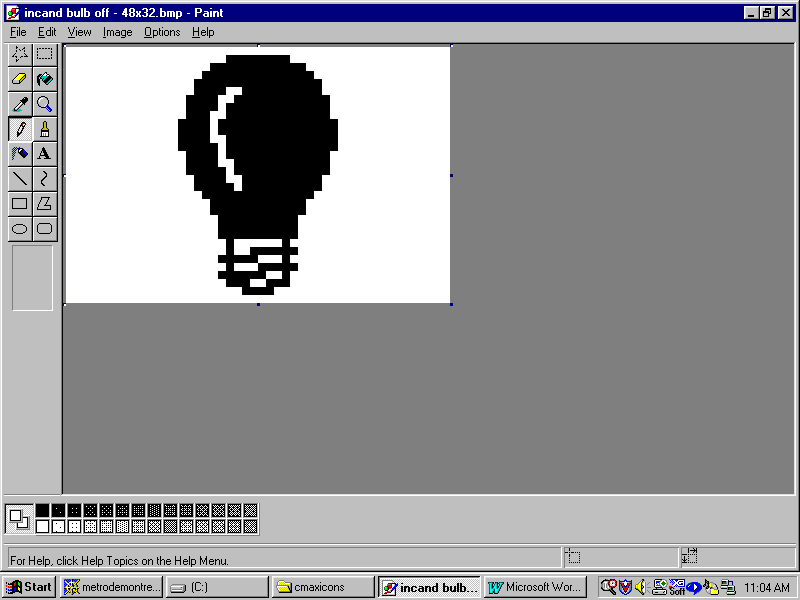 incand bulb off - 48x32.bmp - Paint
File Edit View Image Options Help
A
For Help, click Help Topics on the Help Menu.
Start metrodemontre... (C:) cmaxicons incand bulb... Microsoft Wor... Soft 11:04 AM